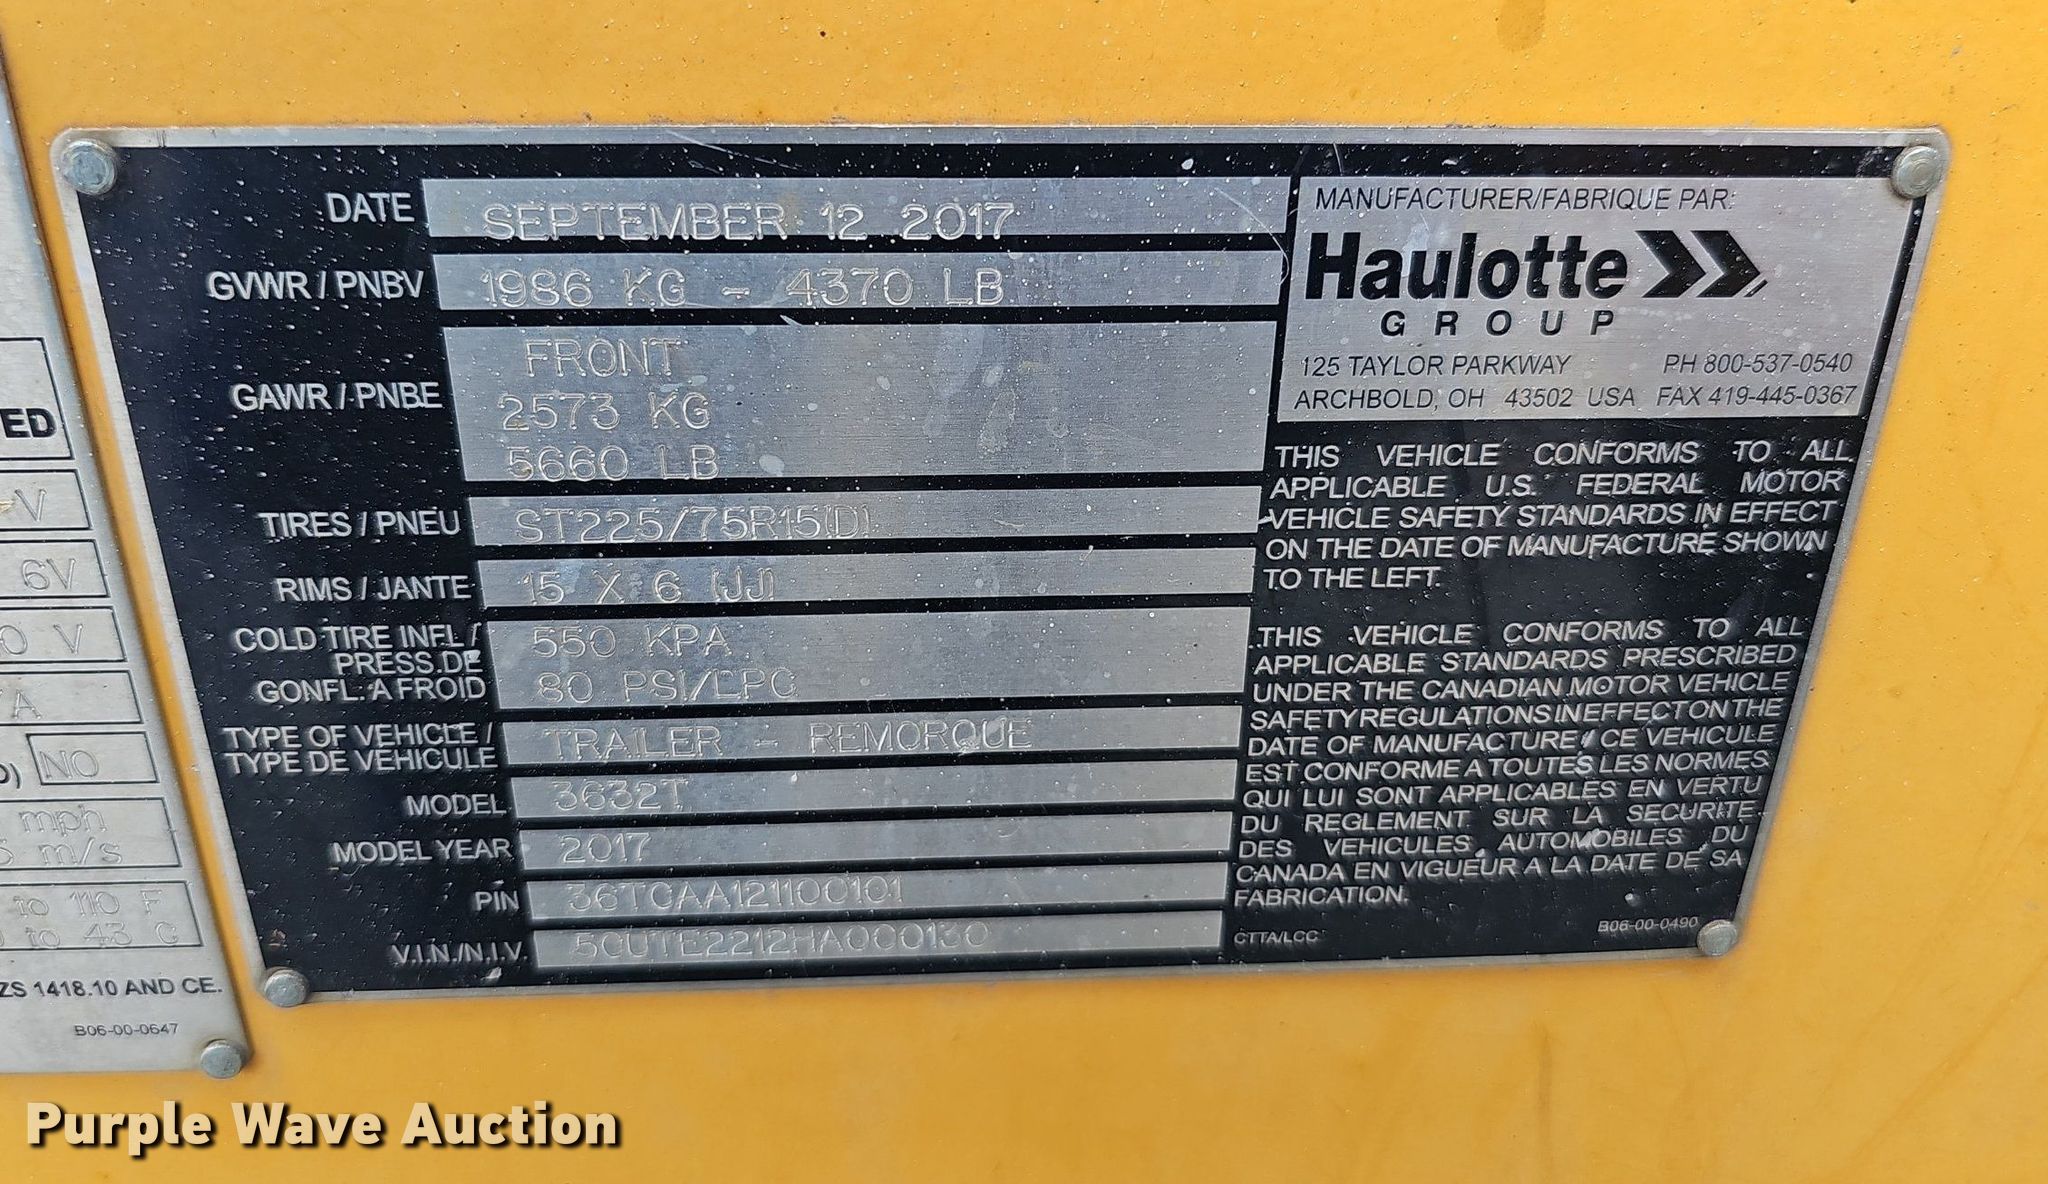 DATE SEPTEMBER 12 2017
GVWR / PNBV 1986 KG - 4370 LB
GAWR / PNBE FRONT
2573 KG
5660 LB
TIRES / PNEU ST225/75R15(D)
RIMS / JANTE 15 X 6 (JJ)
COLD TIRE INFL / PRESS.DE GONFL. A FROID 550 KPA
80 PSI/LPC
TYPE OF VEHICLE / TYPE DE VEHICULE TRAILER - REMORQUE
MODEL 3632T
MODEL YEAR 2017
PIN
V.I.N./N.I.V.
MANUFACTURER/FABRIQUE PAR:
Haulotte
GROUP
125 TAYLOR PARKWAY PH 800-537-0540
ARCHBOLD, OH 43502 USA FAX 419-445-0367
THIS VEHICLE CONFORMS TO ALL
APPLICABLE U.S. FEDERAL MOTOR
VEHICLE SAFETY STANDARDS IN EFFECT
ON THE DATE OF MANUFACTURE SHOWN
TO THE LEFT.
THIS VEHICLE CONFORMS TO ALL
APPLICABLE STANDARDS PRESCRIBED
UNDER THE CANADIAN MOTOR VEHICLE
SAFETY REGULATIONS IN EFFECT ON THE
DATE OF MANUFACTURE / CE VEHICULE
EST CONFORME A TOUTES LES NORMES
QUI LUI SONT APPLICABLES EN VERTU
DU REGLEMENT SUR LA SECURITE
DES VEHICULES AUTOMOBILES DU
CANADA EN VIGUEUR A LA DATE DE SA
FABRICATION.
CTTA/LCC B06-00-0490
ED
V
6V
0 V
A
NO
mph
m/s
to 110 F
to 43 C
ZS 1418.10 AND CE.
B06-00-0647
Purple Wave Auction